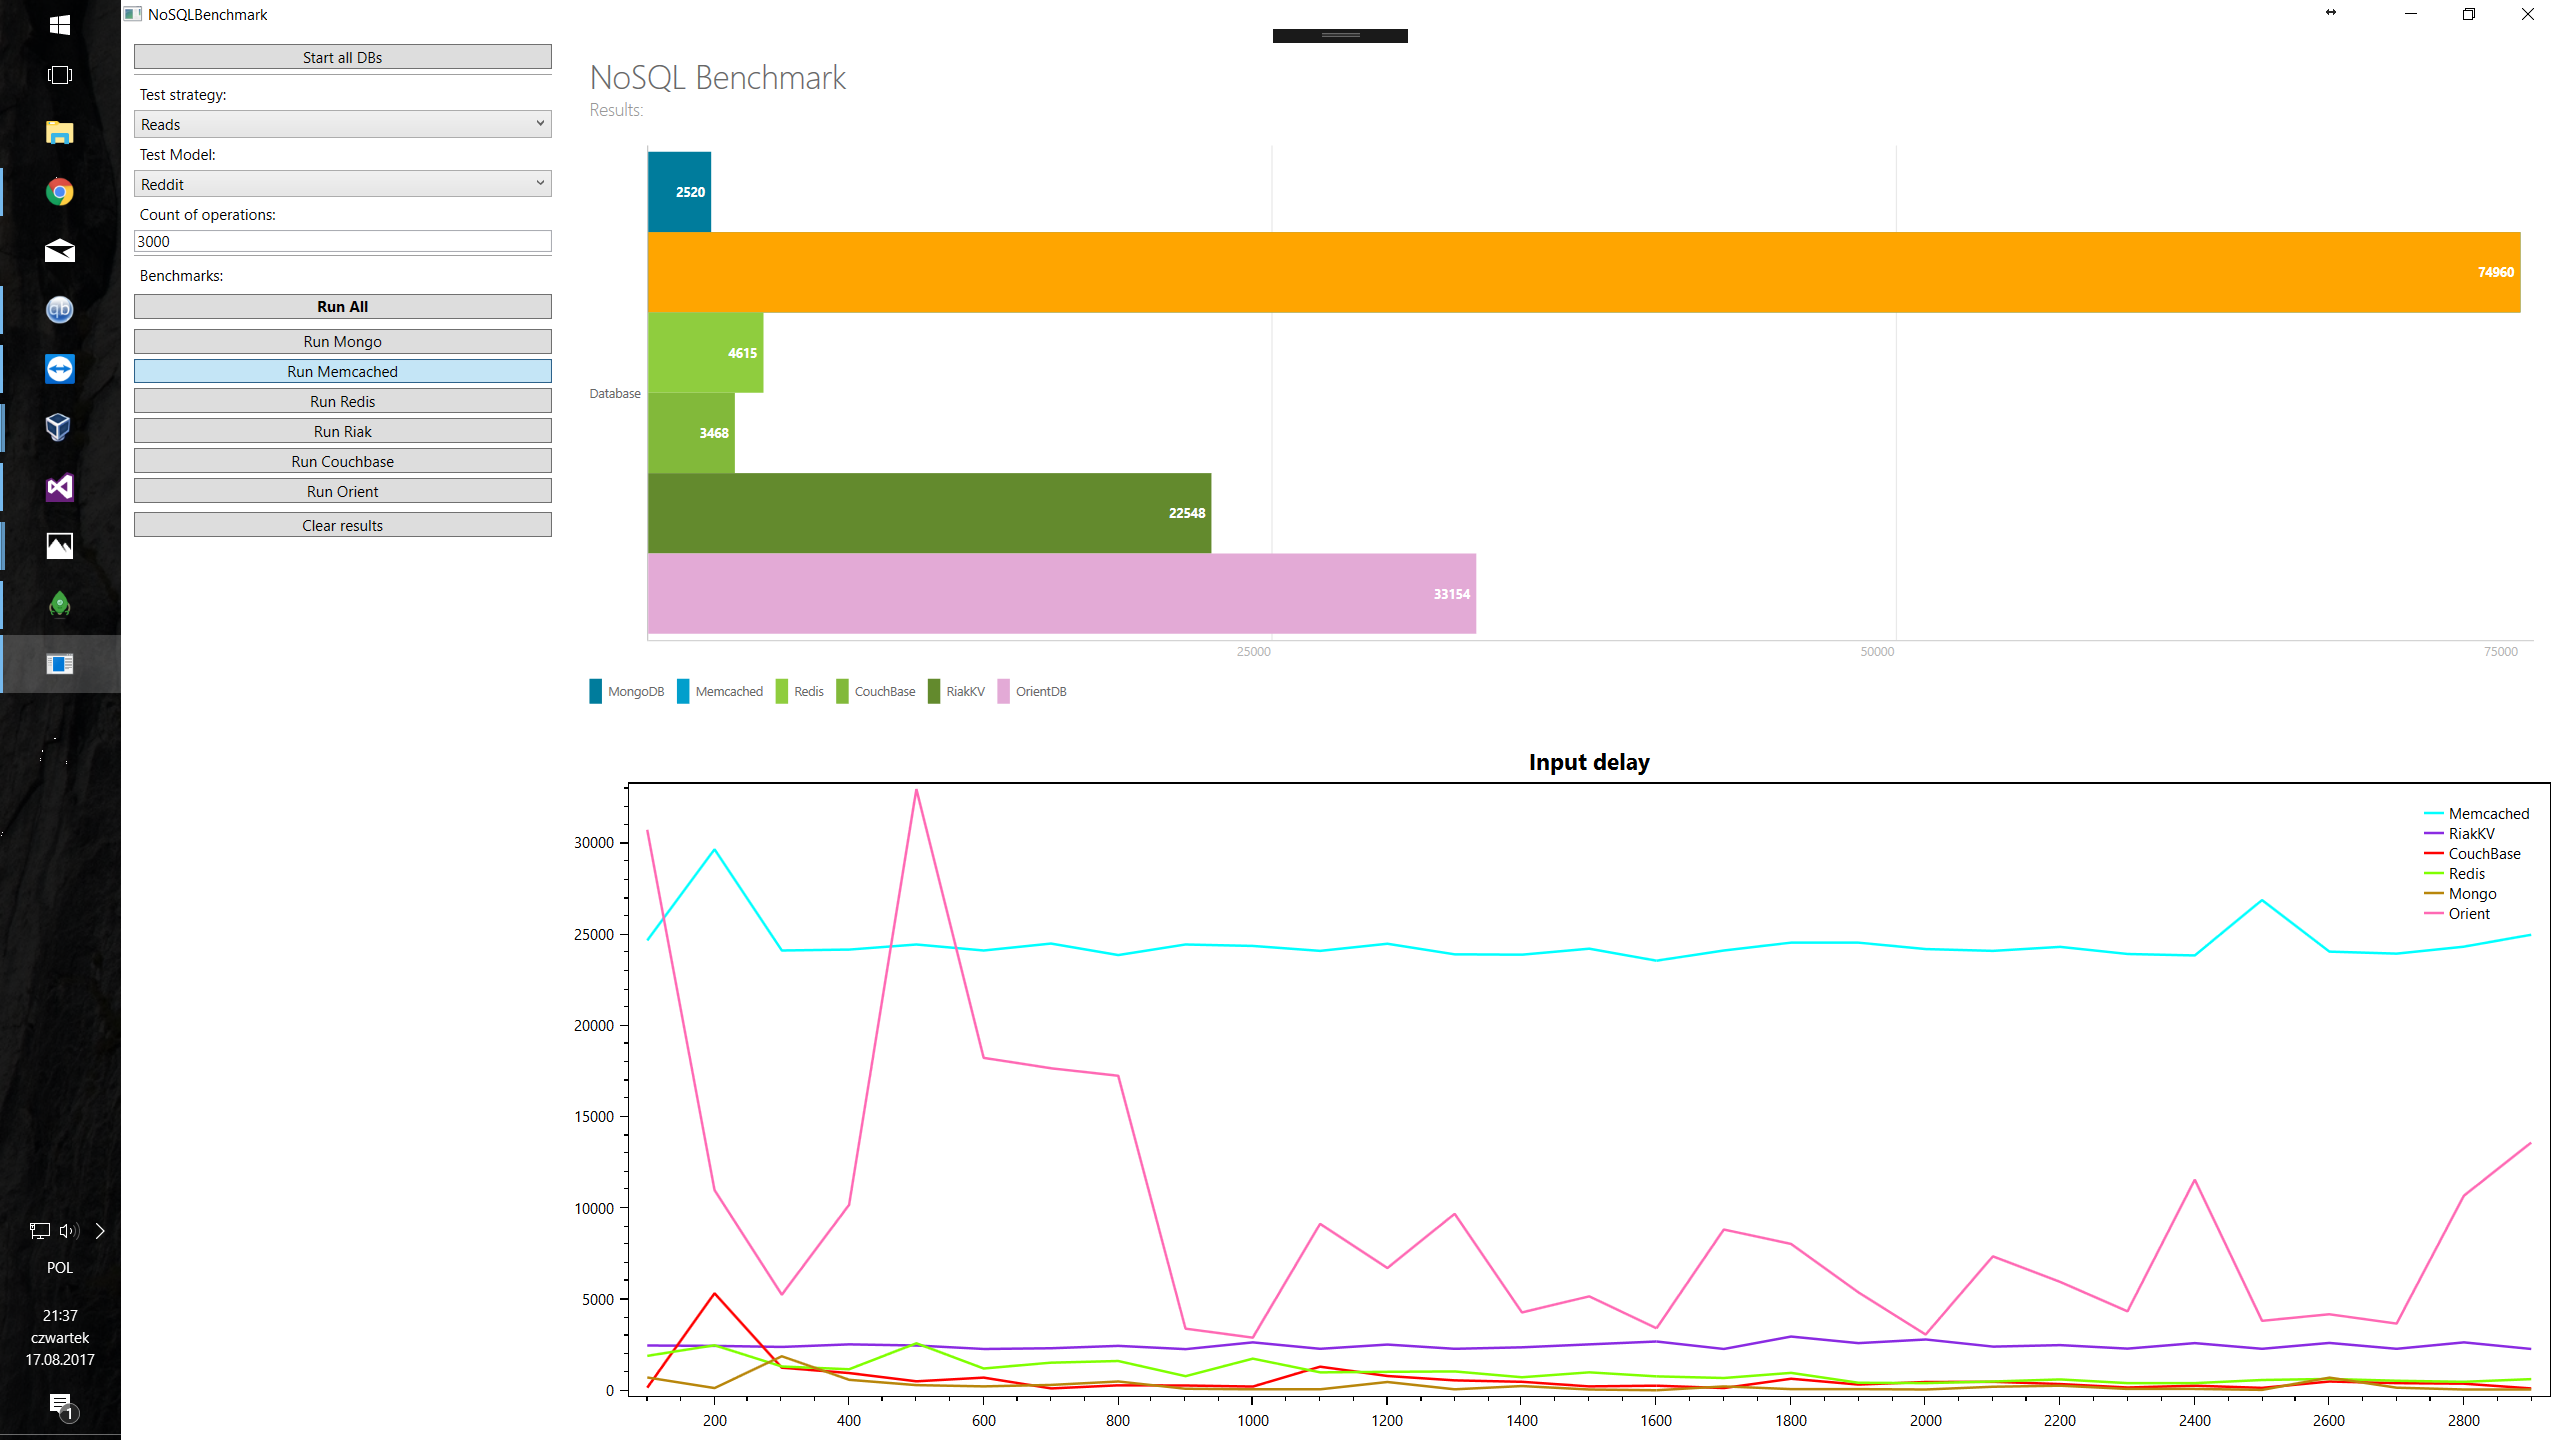 NoSQLBenchmark
Start all DBs
Test strategy:
Reads
Test Model:
Reddit
Count of operations:
3000
Benchmarks:
Run All
Run Mongo
Run Memcached
Run Redis
Run Riak
Run Couchbase
Run Orient
Clear results
NoSQL Benchmark
Results:
2520
74960
4615
Database
3468
22548
33154
25000 50000 75000
MongoDB Memcached Redis CouchBase RiakKV OrientDB
Input delay
Memcached
RiakKV
CouchBase
Redis
Mongo
Orient
30000
25000
20000
15000
10000
5000
0
200 400 600 800 1000 1200 1400 1600 1800 2000 2200 2400 2600 2800
qb
POL
21:37
czwartek
17.08.2017
1